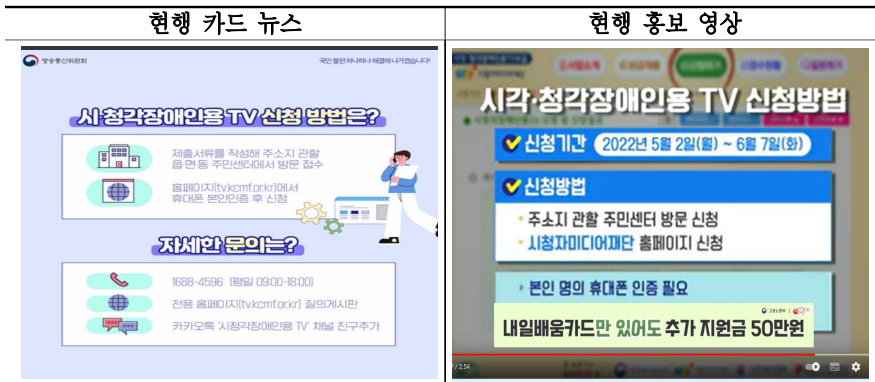 현행 카드 뉴스
현행 홍보 영상
방송통신위원회
국민 불편 하나하나 해결해 나가겠습니다!
시·청각장애인용 TV 신청 방법은?
제출서류를 작성해 주소지 관할
읍·면·동 주민센터에서 방문 접수
홈페이지(tv.kcmf.or.kr)에서
휴대폰 본인인증 후 신청
자세한 문의는?
1688-4596 (평일 09:00-18:00)
전용 홈페이지(tv.kcmf.or.kr) 질의게시판
카카오톡 '시청각장애인용 TV' 채널 친구추가
시각·청각장애인용 TV 신청방법
신청기간 2022년 5월 2일(월) ~ 6월 7일(화)
신청방법
· 주소지 관할 주민센터 방문 신청
· 시청자미디어재단 홈페이지 신청
본인 명의 휴대폰 인증 필요
고용노동부
내일배움카드만 있어도 추가 지원금 50만원
/ 2:54